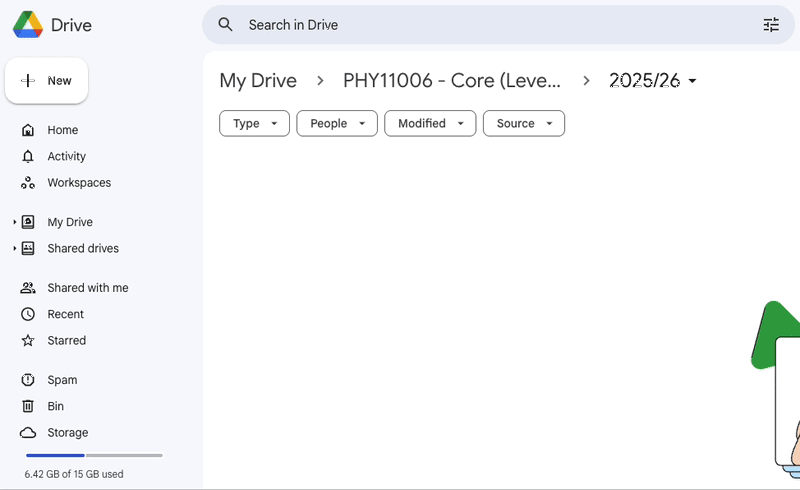 Drive
Search in Drive
New
My Drive
PHY11006 - Core (Leve...
2025/26
Type
People
Modified
Source
Home
Activity
Workspaces
My Drive
Shared drives
Shared with me
Recent
Starred
Spam
Bin
Storage
6.42 GB of 15 GB used